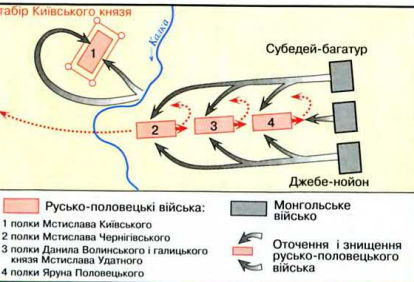 табір Київського князя
1
Калка
Субедей-багатур
2
3
4
Джебе-нойон
Русько-половецькі війська:
1 полки Мстислава Київського
2 полки Мстислава Чернігівського
3 полки Данила Волинського і галицького
князя Мстислава Удатного
4 полки Яруна Половецького
Монгольське
військо
Оточення і знищення
русько-половецького
війська